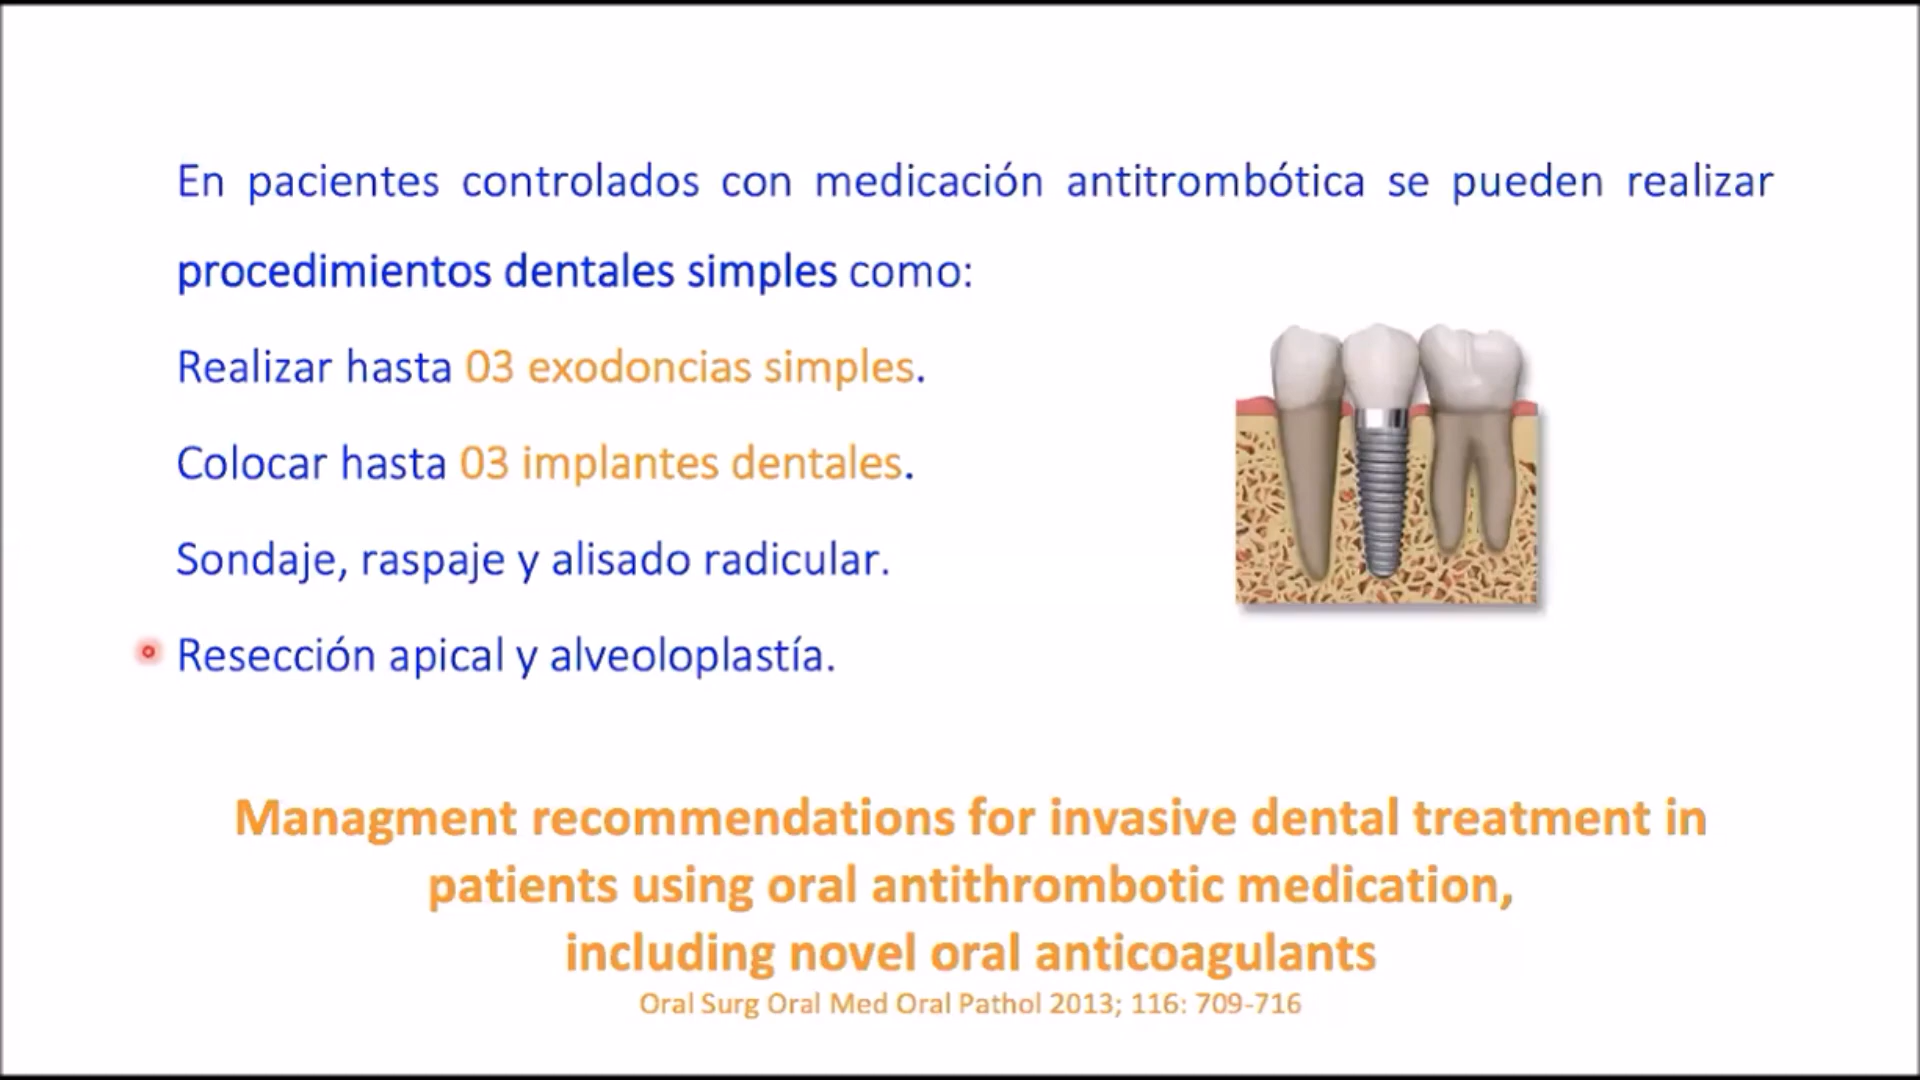 En pacientes controlados con medicación antitrombótica se pueden realizar
procedimientos dentales simples como:
Realizar hasta 03 exodoncias simples.
Colocar hasta 03 implantes dentales.
Sondaje, raspaje y alisado radicular.
Resección apical y alveoloplastía.
Managment recommendations for invasive dental treatment in
patients using oral antithrombotic medication,
including novel oral anticoagulants
Oral Surg Oral Med Oral Pathol 2013; 116: 709-716